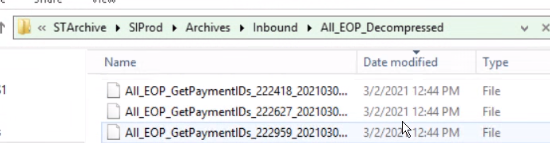 « STArchive ▸ SIProd ▸ Archives ▸ Inbound ▸ All_EOP_Decompressed
Name Date modified Type
All_EOP_GetPaymentIDs_222418_2021030... 3/2/2021 12:44 PM File
All_EOP_GetPaymentIDs_222627_2021030... 3/2/2021 12:44 PM File
All_EOP_GetPaymentIDs_222959_2021030... 3/2/2021 12:44 PM File